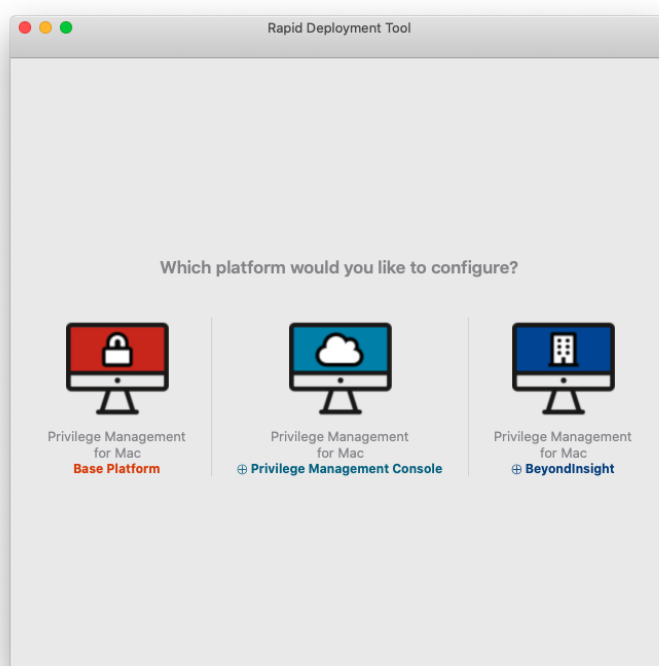 Rapid Deployment Tool
Which platform would you like to configure?
Privilege Management
for Mac
Base Platform
Privilege Management
for Mac
⊕ Privilege Management Console
Privilege Management
for Mac
⊕ BeyondInsight